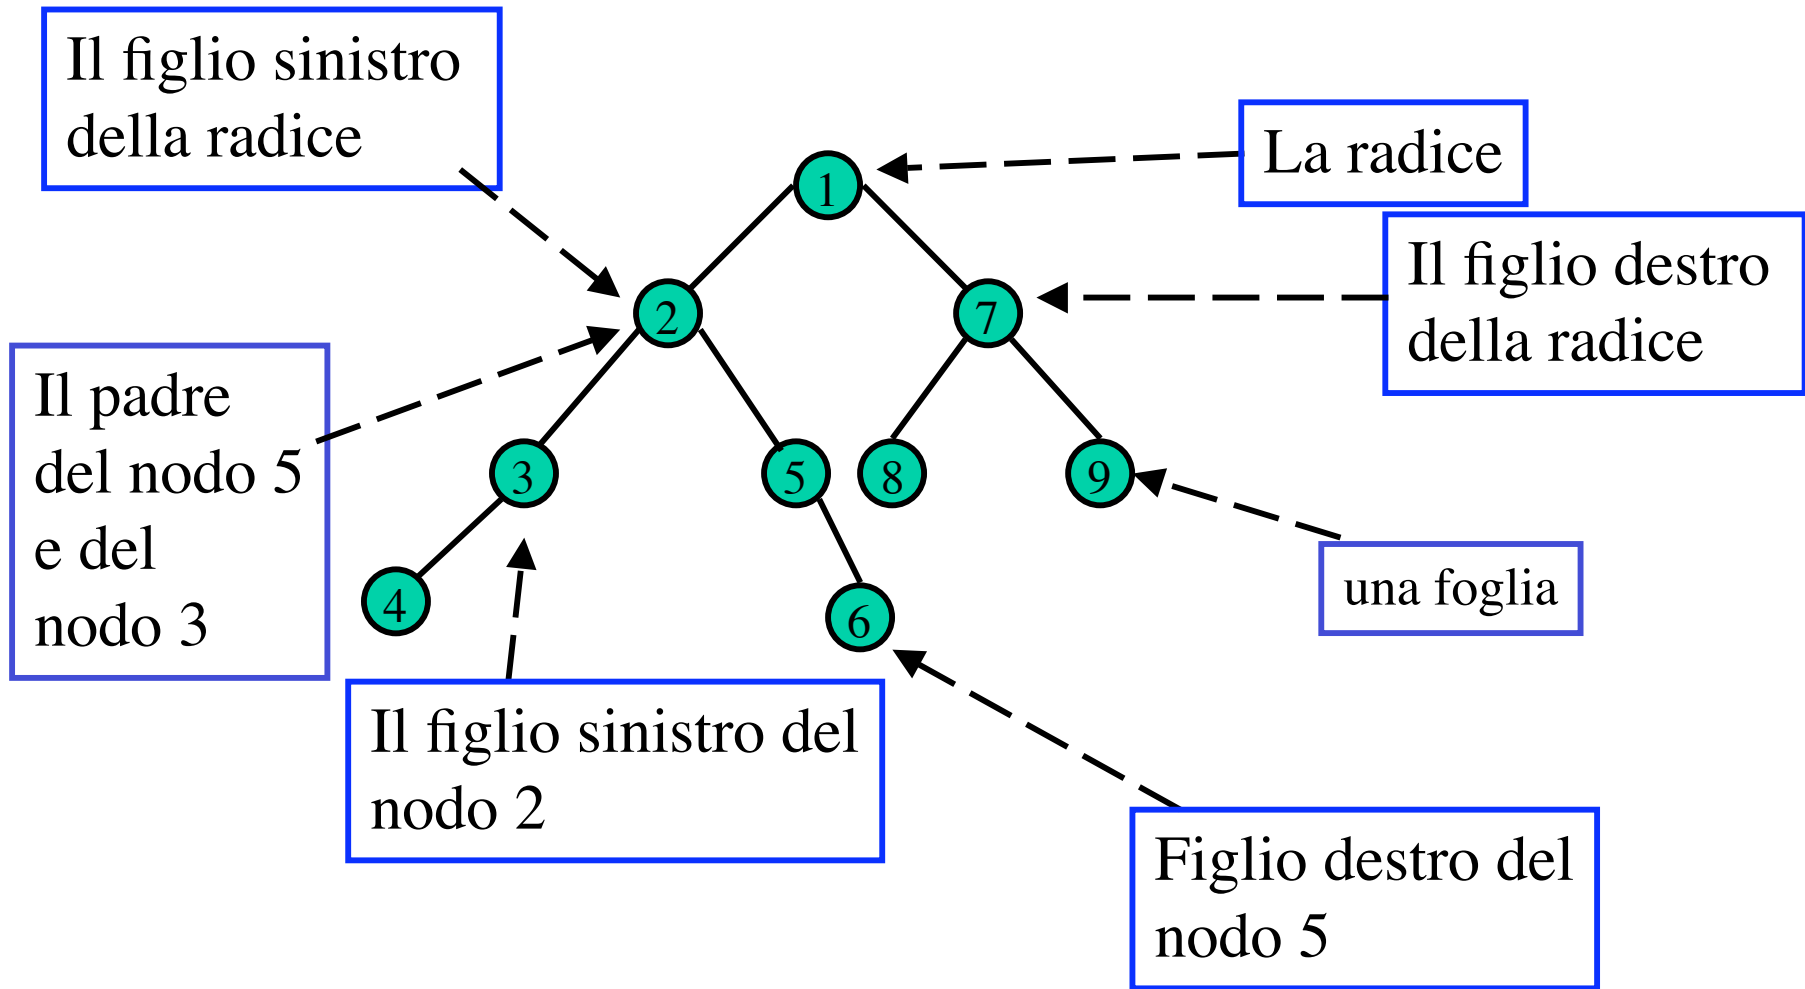 Il figlio sinistro
della radice
La radice
1
Il figlio destro
della radice
2
7
Il padre
del nodo 5
e del
nodo 3
3
5
8
9
4
6
una foglia
Il figlio sinistro del
nodo 2
Figlio destro del
nodo 5